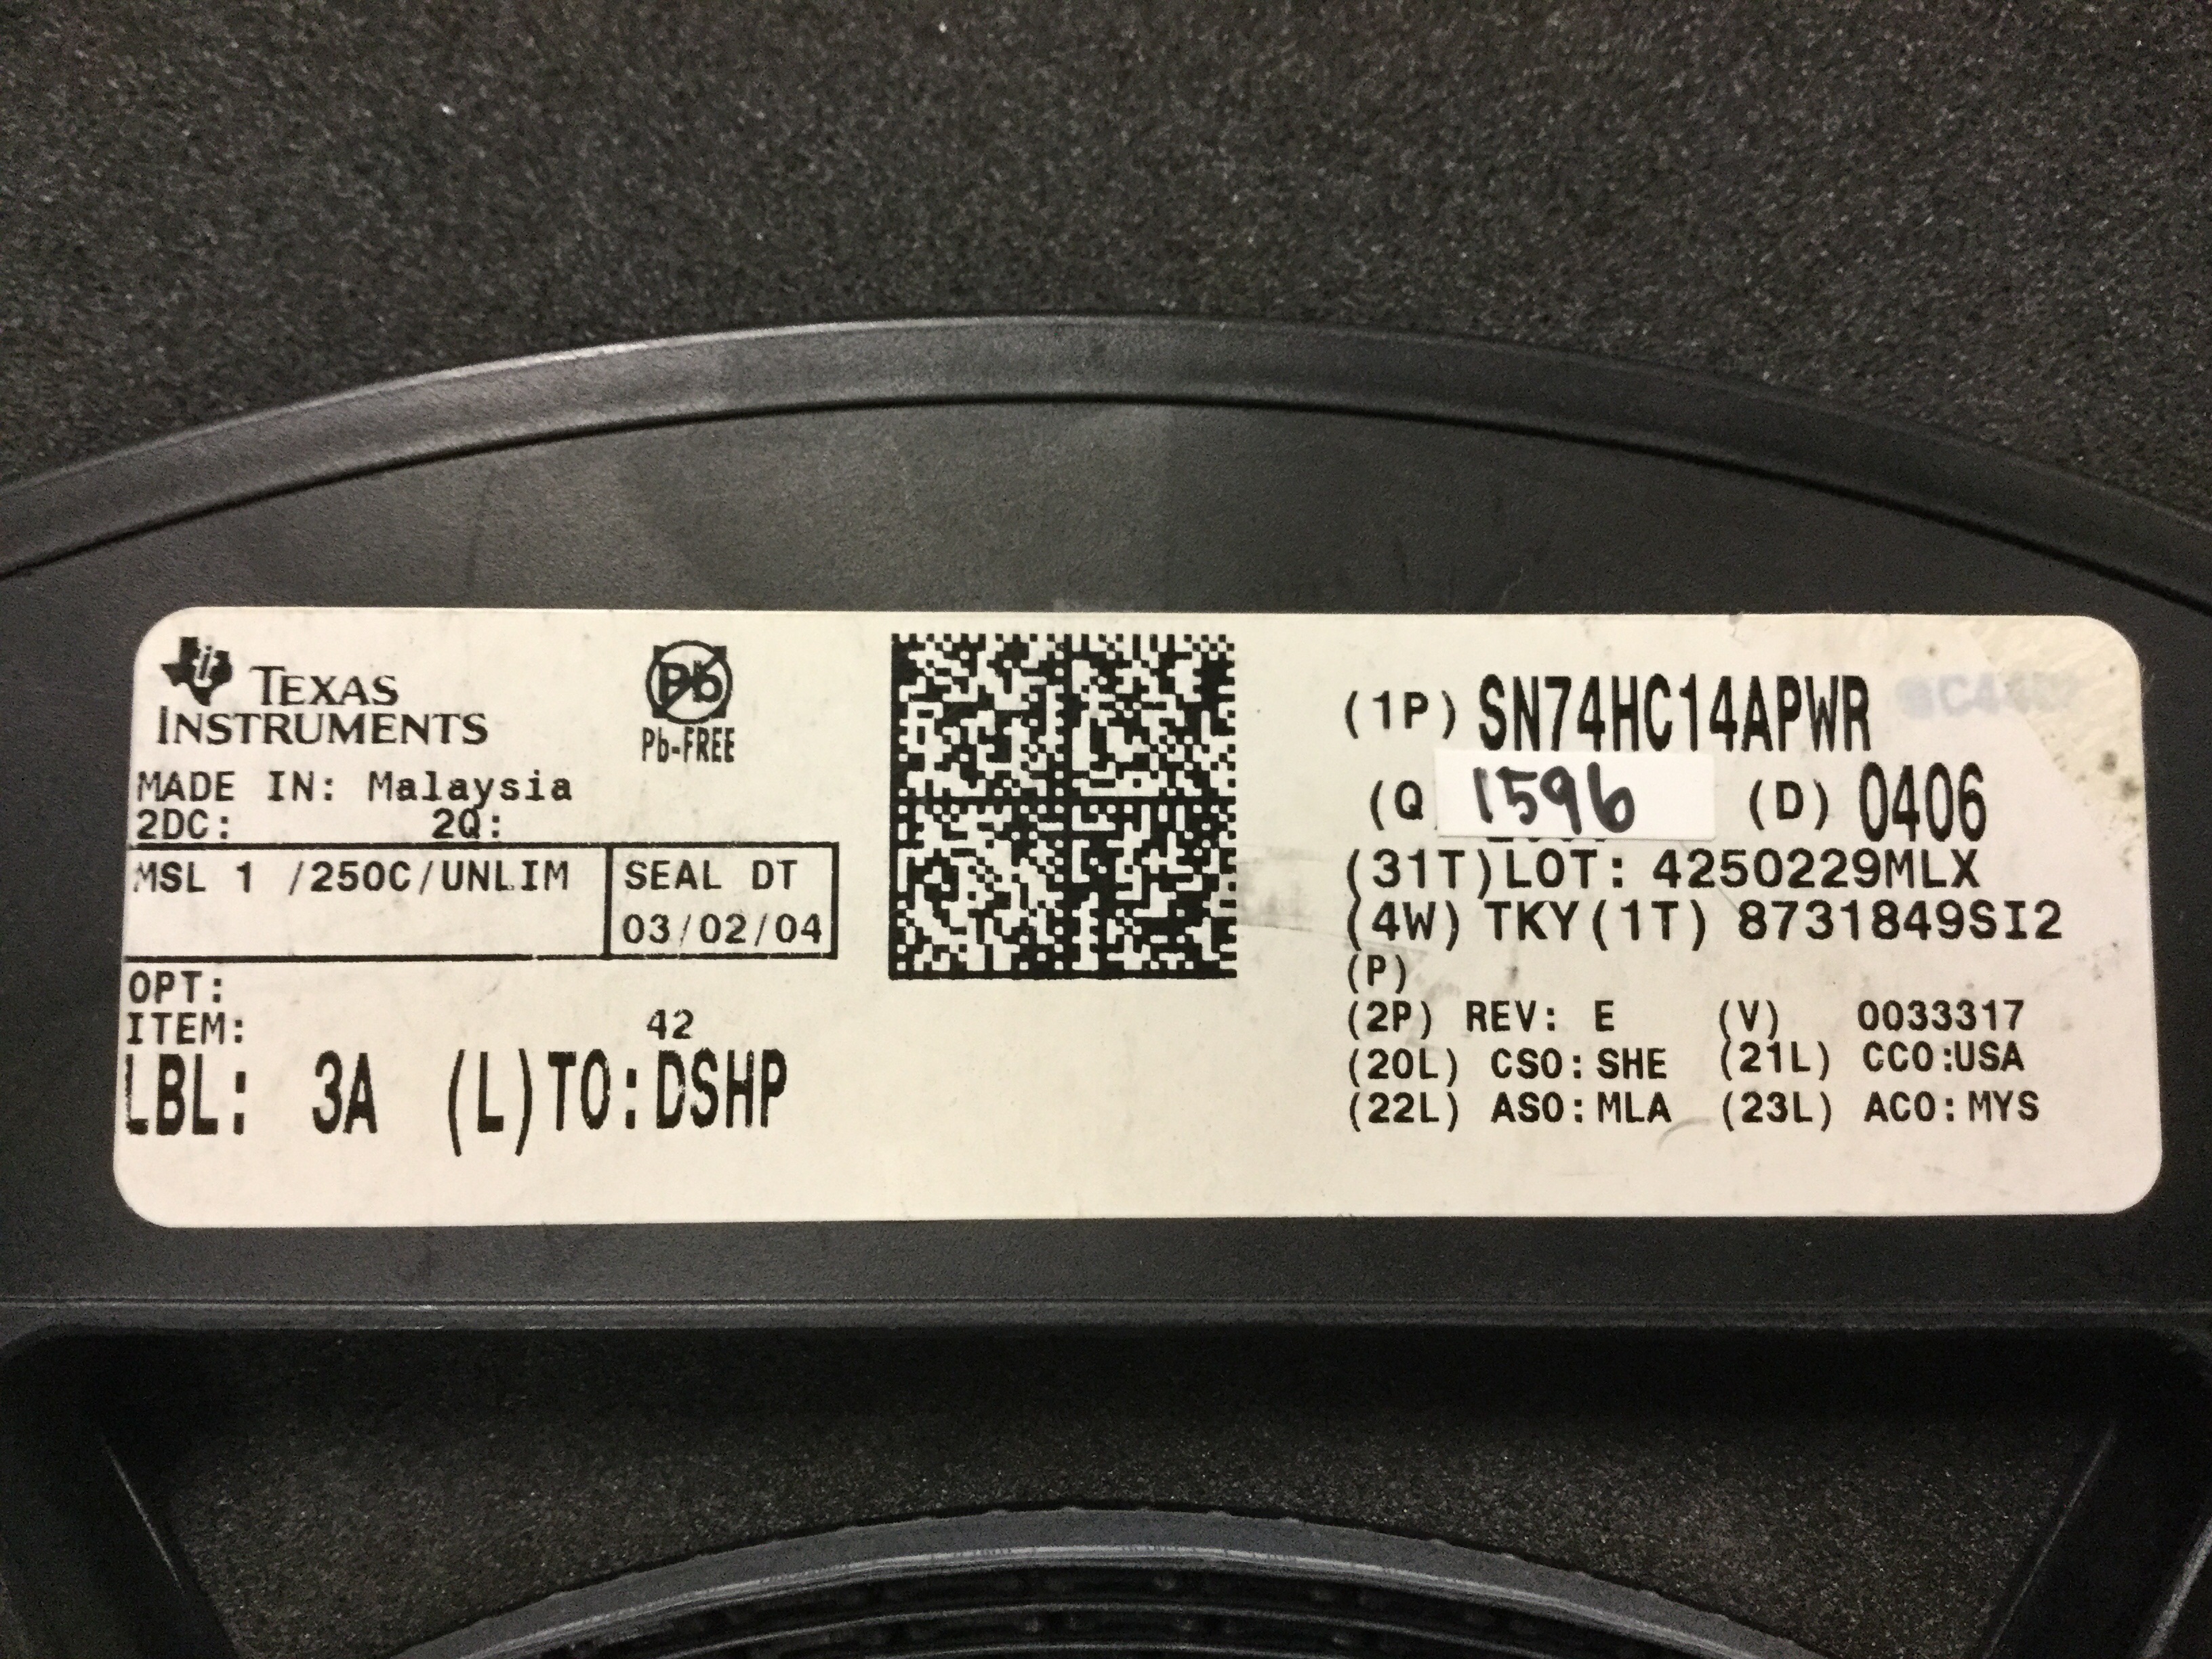 TEXAS
INSTRUMENTS
Pb
Pb-FREE
MADE IN: Malaysia
2DC: 2Q:
MSL 1 /250C/UNLIM
SEAL DT
03/02/04
OPT:
ITEM: 42
LBL: 3A (L)TO:DSHP
(1P) SN74HC14APWR
(Q 1596 (D) 0406
(31T)LOT: 4250229MLX
(4W) TKY(1T) 8731849SI2
(P)
(2P) REV: E (V) 0033317
(20L) CSO:SHE (21L) CCO:USA
(22L) ASO:MLA (23L) ACO:MYS